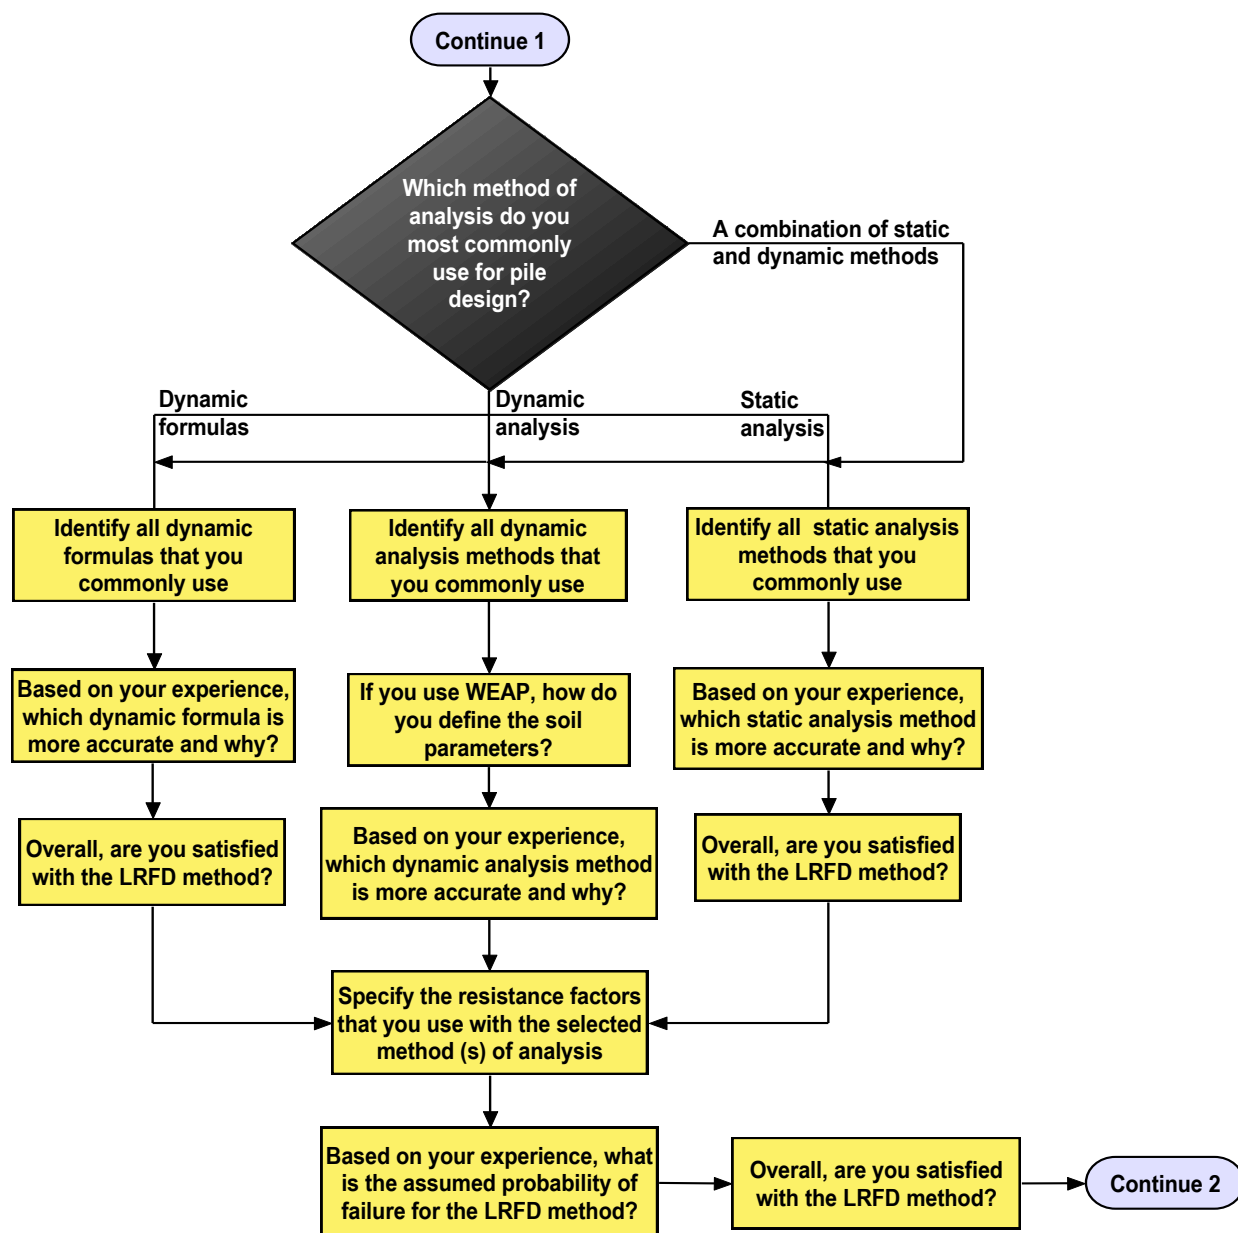 Continue 1
Which method of
analysis do you
most commonly
use for pile
design?
A combination of static
and dynamic methods
Dynamic
formulas
Dynamic
analysis
Static
analysis
Identify all dynamic
formulas that you
commonly use
Identify all dynamic
analysis methods that
you commonly use
Identify all  static analysis
methods that you
commonly use
Based on your experience,
which dynamic formula is
more accurate and why?
If you use WEAP, how do
you define the soil
parameters?
Based on your experience,
which static analysis method
is more accurate and why?
Overall, are you satisfied
with the LRFD method?
Based on your experience,
which dynamic analysis method
is more accurate and why?
Overall, are you satisfied
with the LRFD method?
Specify the resistance factors
that you use with the selected
method (s) of analysis
Based on your experience, what
is the assumed probability of
failure for the LRFD method?
Overall, are you satisfied
with the LRFD method?
Continue 2